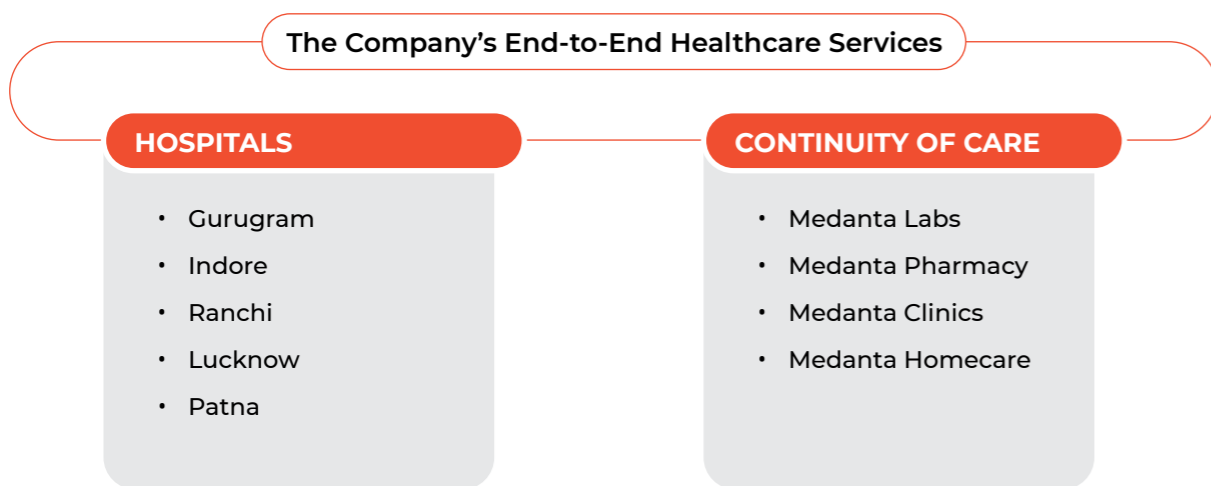 The Company’s End-to-End Healthcare Services
HOSPITALS
• Gurugram
• Indore
• Ranchi
• Lucknow
• Patna
CONTINUITY OF CARE
• Medanta Labs
• Medanta Pharmacy
• Medanta Clinics
• Medanta Homecare